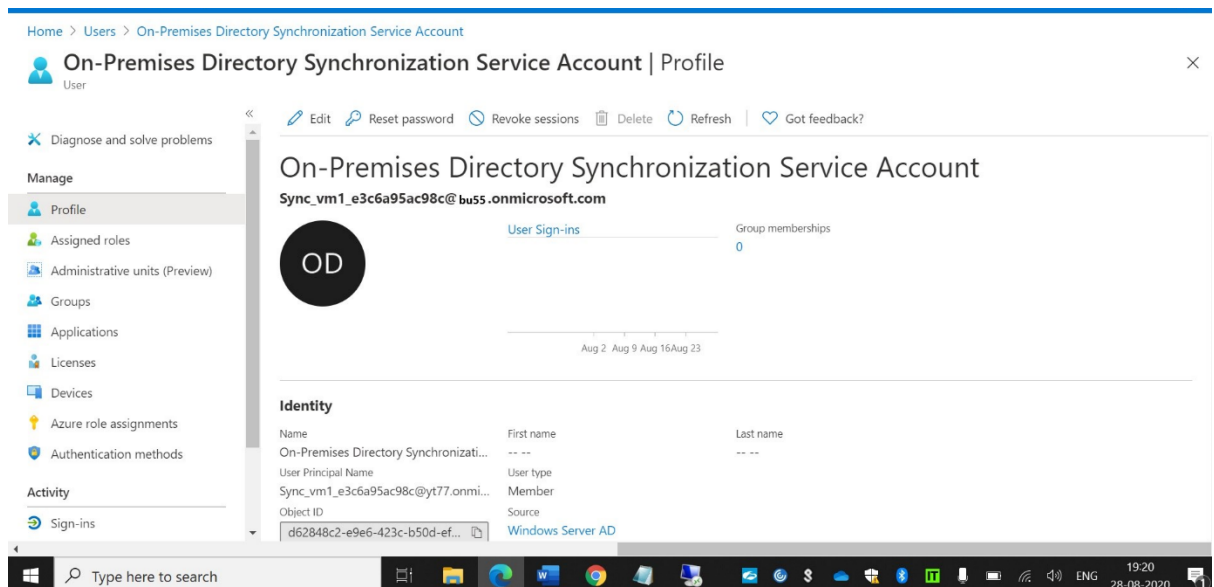 Home > Users > On-Premises Directory Synchronization Service Account
On-Premises Directory Synchronization Service Account | Profile
User
Edit Reset password Revoke sessions Delete Refresh Got feedback?
Diagnose and solve problems
Manage
Profile
Assigned roles
Administrative units (Preview)
Groups
Applications
Licenses
Devices
Azure role assignments
Authentication methods
Activity
Sign-ins
On-Premises Directory Synchronization Service Account
Sync_vm1_e3c6a95ac98c@bu55.onmicrosoft.com
OD
User Sign-ins
Group memberships
0
Aug 2 Aug 9 Aug 16 Aug 23
Identity
Name First name Last name
On-Premises Directory Synchronizati... -- -- -- --
User Principal Name User type
Sync_vm1_e3c6a95ac98c@yt77.onmi... Member
Object ID Source
d62848c2-e9e6-423c-b50d-ef... Windows Server AD
Type here to search
ENG
19:20
28-08-2020